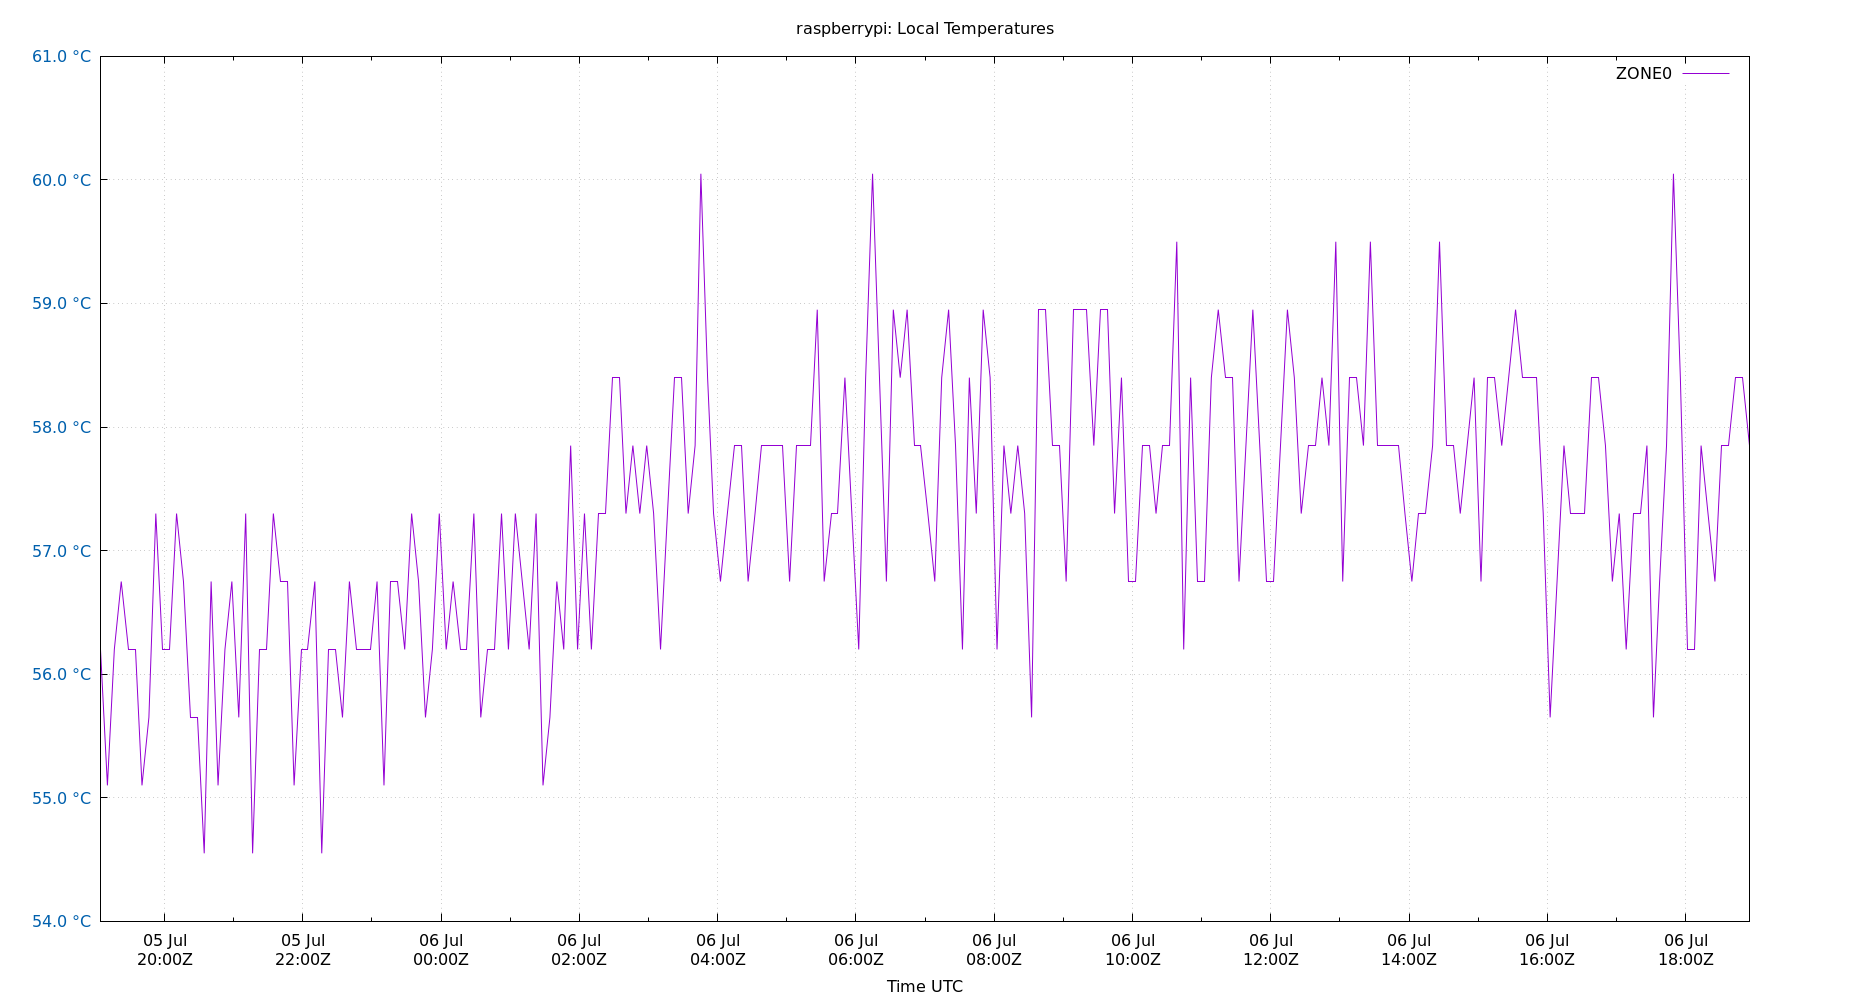 raspberrypi: Local Temperatures
61.0 °C
ZONE0
60.0 °C
59.0 °C
58.0 °C
57.0 °C
56.0 °C
55.0 °C
54.0 °C
05 Jul 05 Jul 06 Jul 06 Jul 06 Jul 06 Jul 06 Jul 06 Jul 06 Jul 06 Jul 06 Jul 06 Jul
20:00Z 22:00Z 00:00Z 02:00Z 04:00Z 06:00Z 08:00Z 10:00Z 12:00Z 14:00Z 16:00Z 18:00Z
Time UTC